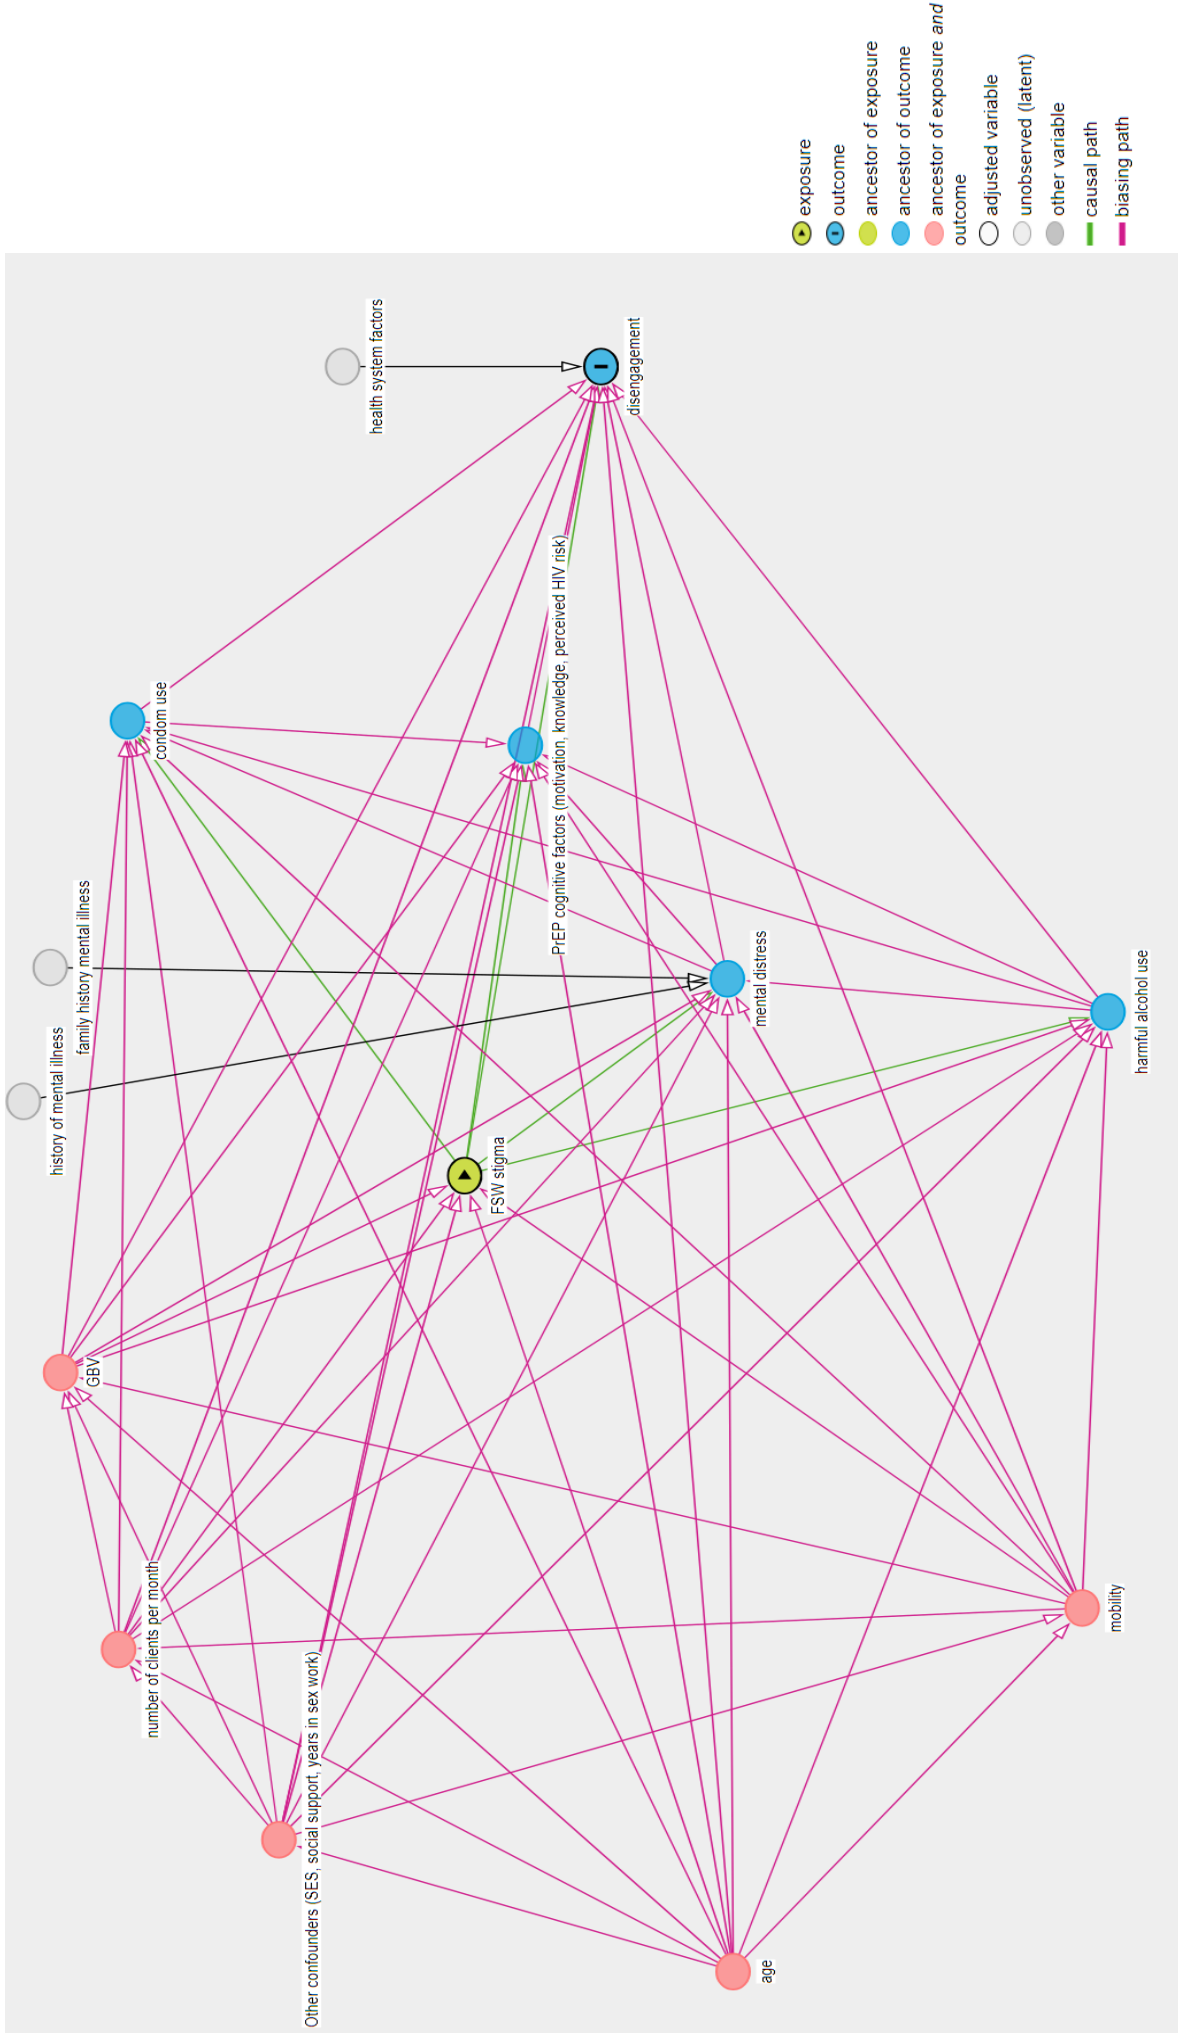 history of mental illness
family history mental illness
condom use
health system factors
disengagement
PrEP cognitive factors (motivation, knowledge, perceived HIV risk)
mental distress
harmful alcohol use
FSW stigma
GBV
number of clients per month
Other confounders (SES, social support, years in sex work)
age
mobility
exposure
outcome
ancestor of exposure
ancestor of outcome
ancestor of exposure and
outcome
adjusted variable
unobserved (latent)
other variable
causal path
biasing path